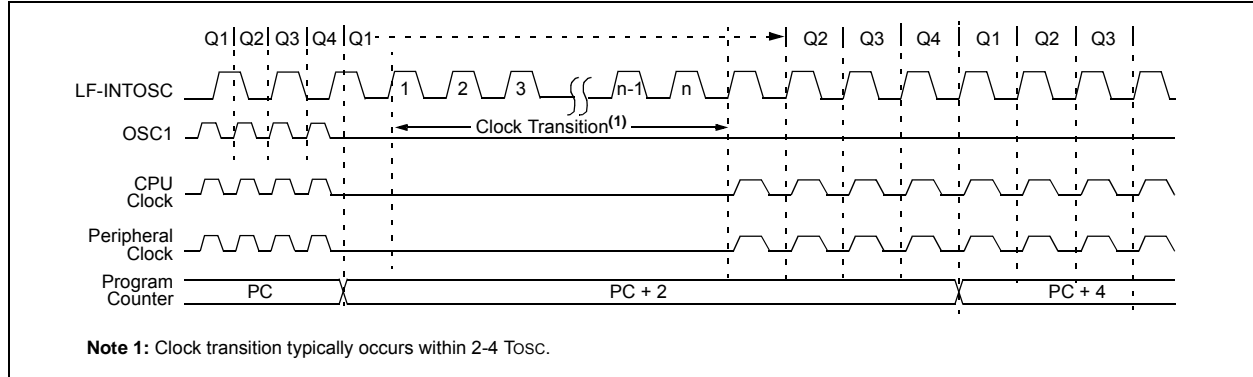 Q1 Q2 Q3 Q4 Q1 Q2 Q3 Q4 Q1 Q2 Q3
LF-INTOSC 1 2 3 n-1 n
OSC1 Clock Transition(1)
CPU
Clock
Peripheral
Clock
Program
Counter PC PC + 2 PC + 4
Note 1: Clock transition typically occurs within 2-4 TOSC.